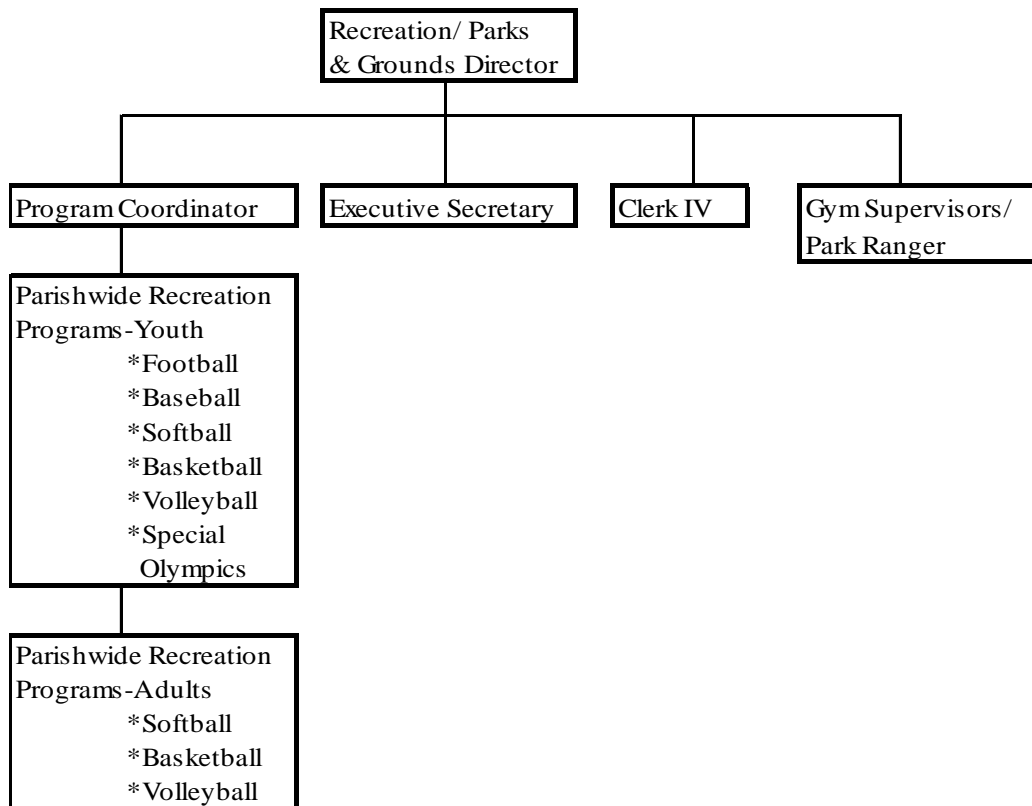 Recreation/ Parks
& Grounds Director
Program Coordinator
Executive Secretary
Clerk IV
Gym Supervisors/
Park Ranger
Parishwide Recreation
Programs-Youth
*Football
*Baseball
*Softball
*Basketball
*Volleyball
*Special
Olympics
Parishwide Recreation
Programs-Adults
*Softball
*Basketball
*Volleyball